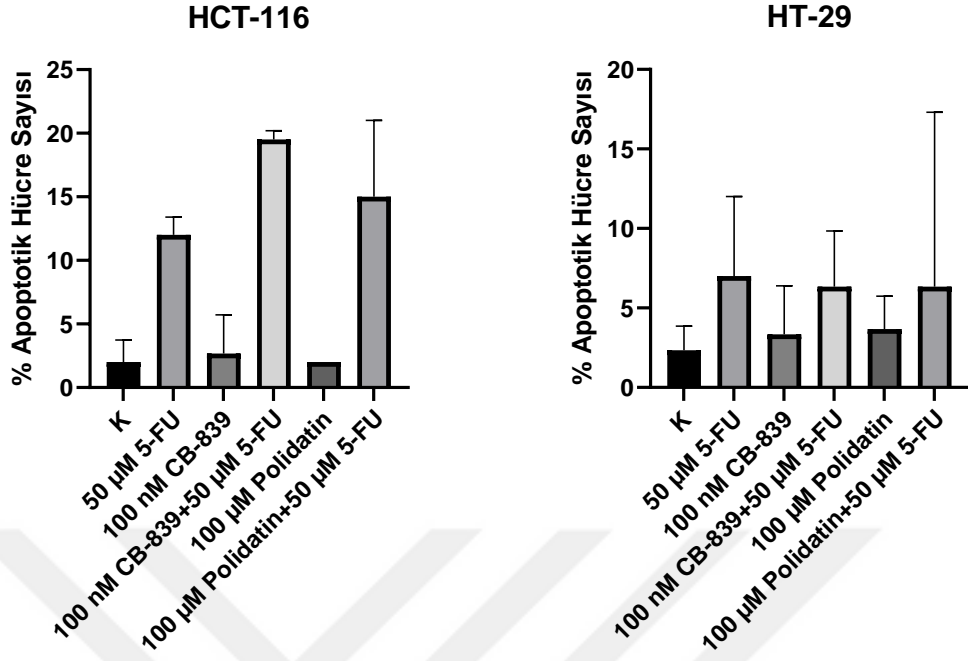 HCT-116
% Apoptotik Hücre Sayısı
25
20
15
10
5
0
K
50 µM 5-FU
100 nM CB-839
100 nM CB-839+50 µM 5-FU
100 µM Polidatin
100 µM Polidatin+50 µM 5-FU
HT-29
% Apoptotik Hücre Sayısı
20
15
10
5
0
K
50 µM 5-FU
100 nM CB-839
100 nM CB-839+50 µM 5-FU
100 µM Polidatin
100 µM Polidatin+50 µM 5-FU